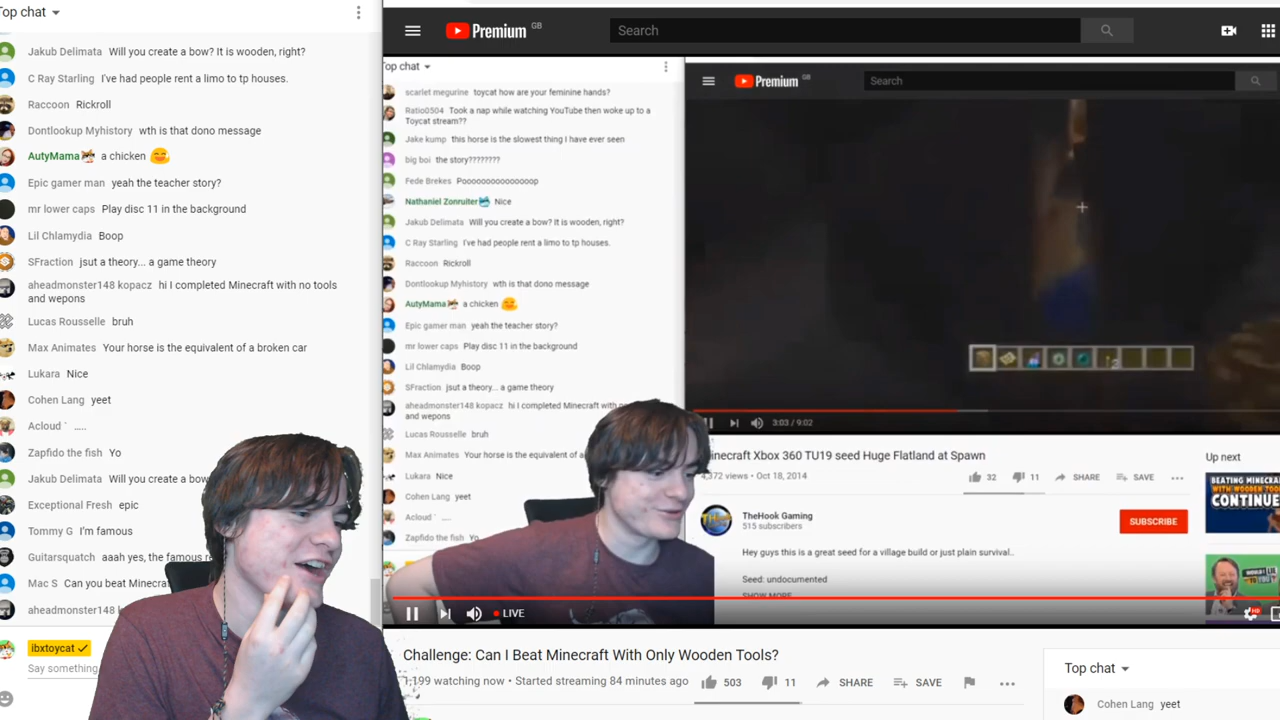 Top chat
Jakub Delimata Will you create a bow? It is wooden, right?
C Ray Starling I've had people rent a limo to tp houses.
Raccoon Rickroll
Dontlookup Myhistory wth is that dono message
AutyMama a chicken
Epic gamer man yeah the teacher story?
mr lower caps Play disc 11 in the background
Lil Chlamydia Boop
SFraction jsut a theory... a game theory
aheadmonster148 kopacz hi I completed Minecraft with no tools
and wepons
Lucas Rousselle bruh
Max Animates Your horse is the equivalent of a broken car
Lukara Nice
Cohen Lang yeet
Acloud ` .....
Zapfido the fish Yo
Jakub Delimata Will you create a bow
Exceptional Fresh epic
Tommy G I'm famous
Guitarsquatch aaah yes, the famous
Mac S Can you beat
ibxtoycat
Say something
Premium GB
Search
Top chat
scarlet megurine toycat how are your feminine hands?
Ratio0504 Took a nap while watching YouTube then woke up to a
Toycat stream??
Jake kump this horse is the slowest thing I have ever seen
big boi the story????????
Fede Brekes Poooooooooooooop
Nathaniel Zonruiter Nice
Jakub Delimata Will you create a bow? It is wooden, right?
C Ray Starling I've had people rent a limo to tp houses.
Raccoon Rickroll
Dontlookup Myhistory wth is that dono message
AutyMama a chicken
Epic gamer man yeah the teacher story?
mr lower caps Play disc 11 in the background
Lil Chlamydia Boop
SFraction jsut a theory... a game theory
aheadmonster148 kopacz hi I completed Minecraft with
and wepons
Lucas Rousselle bruh
Max Animates Your horse is the equivalent of
Lukara Nice
Cohen Lang yeet
Acloud ` ....
Zapfido the fish Yo
Premium GB
Search
2
3:03 / 9:02
inecraft Xbox 360 TU19 seed Huge Flatland at Spawn
views • Oct 18, 2014
32 11 SHARE SAVE
TheHook Gaming
515 subscribers
SUBSCRIBE
Hey guys this is a great seed for a village build or just plain survival..
Seed: undocumented
SHOW MORE
Up next
BEATING MINECRAF
WITH WOODEN TOOL
CONTINUE
WOULD I LIE
TO YOU?
LIVE
HD
Challenge: Can I Beat Minecraft With Only Wooden Tools?
1,199 watching now • Started streaming 84 minutes ago
503 11 SHARE SAVE
Top chat
Cohen Lang yeet